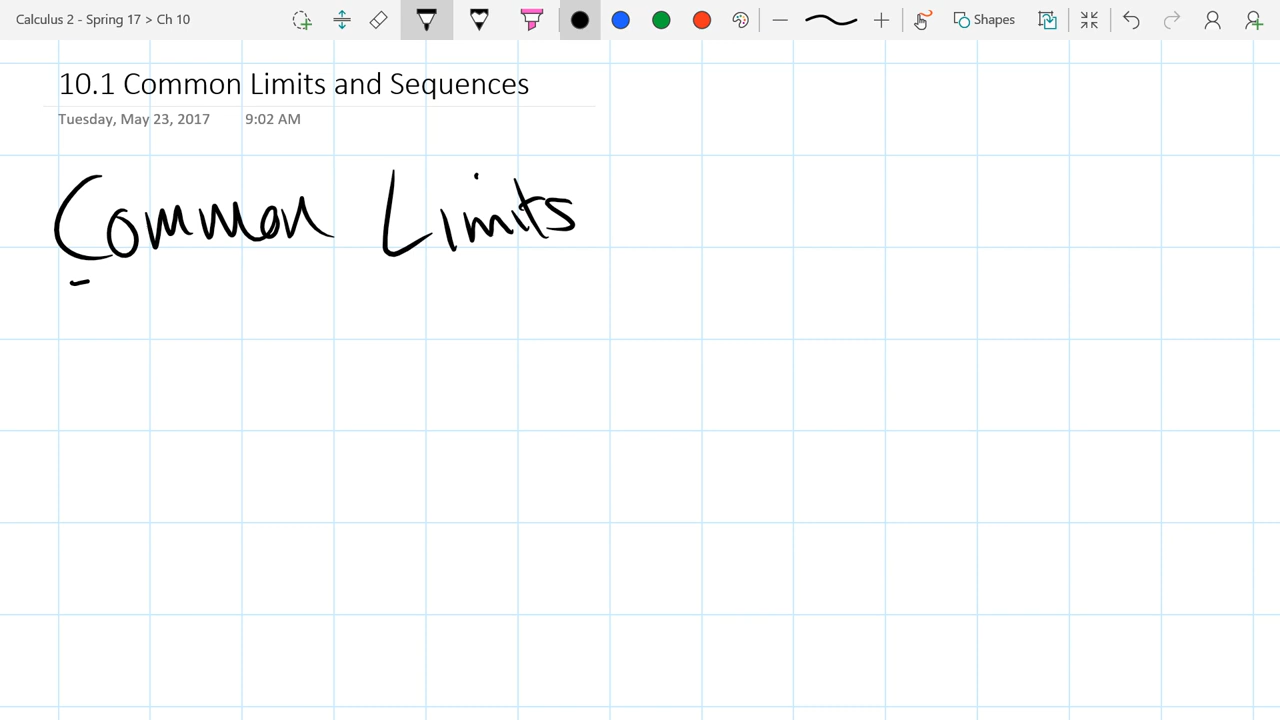 Calculus 2 - Spring 17 > Ch 10
Shapes
10.1 Common Limits and Sequences
Tuesday, May 23, 2017 9:02 AM
Common Limits